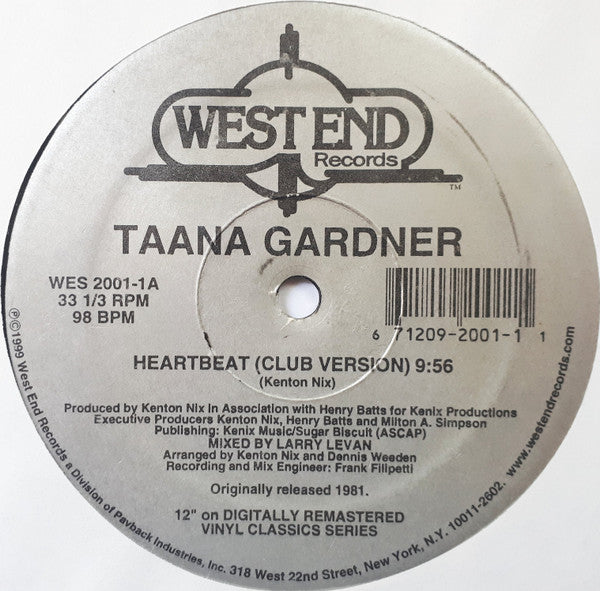 WEST END
Records
TM
TAANA GARDNER
WES 2001-1A
33 1/3 RPM
98 BPM
6 71209-2001-1 1
HEARTBEAT (CLUB VERSION) 9:56
(Kenton Nix)
Produced by Kenton Nix in Association with Henry Batts for Kenix Productions
Executive Producers Kenton Nix, Henry Batts and Milton A. Simpson
Publishing: Kenix Music/Sugar Biscuit (ASCAP)
MIXED BY LARRY LEVAN
Arranged by Kenton Nix and Dennis Weeden
Recording and Mix Engineer: Frank Filipetti
Originally released 1981.
12" on DIGITALLY REMASTERED
VINYL CLASSICS SERIES
℗©1999 West End Records a Division of Payback Industries, Inc. 318 West 22nd Street, New York, N.Y. 10011-2602. www.westendrecords.com